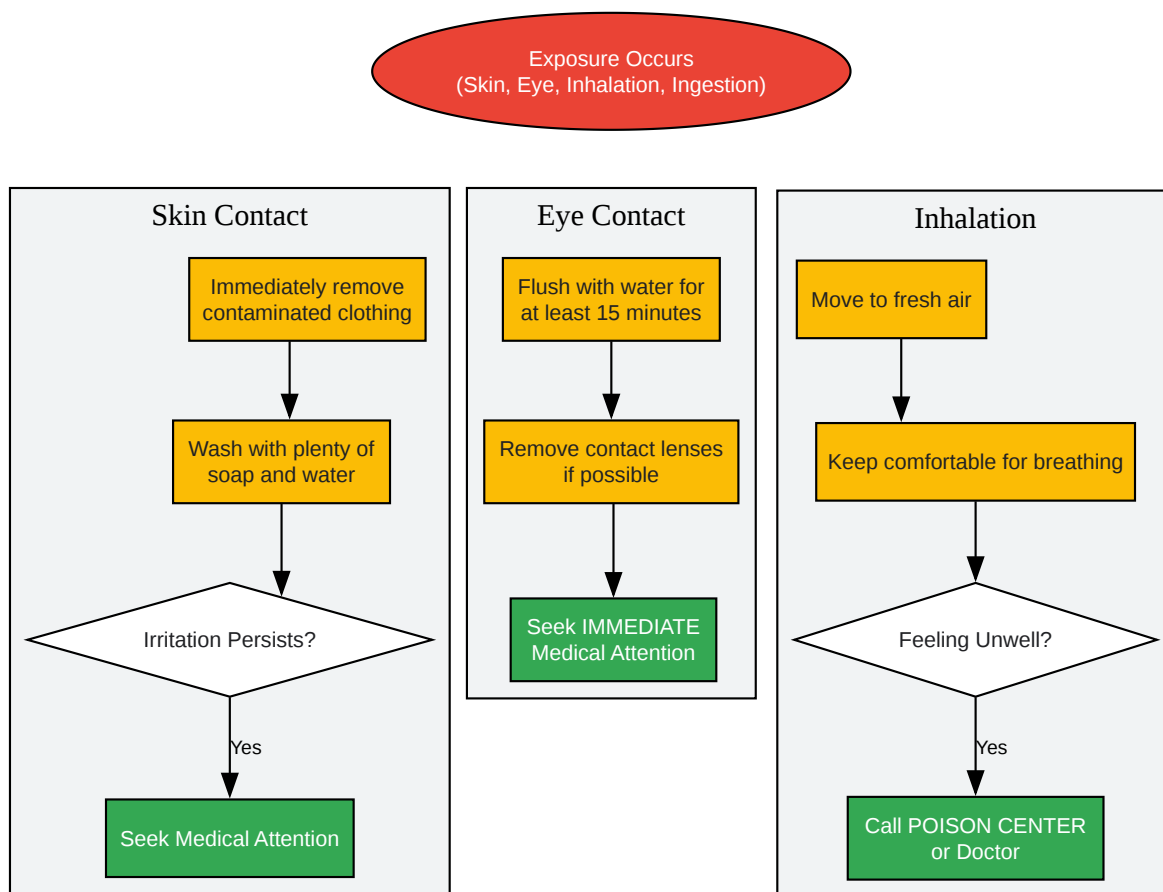 Exposure Occurs
(Skin, Eye, Inhalation, Ingestion)
Skin Contact
Immediately remove
contaminated clothing
Wash with plenty of
soap and water
Irritation Persists?
Yes
Seek Medical Attention
Eye Contact
Flush with water for
at least 15 minutes
Remove contact lenses
if possible
Seek IMMEDIATE
Medical Attention
Inhalation
Move to fresh air
Keep comfortable for breathing
Feeling Unwell?
Yes
Call POISON CENTER
or Doctor